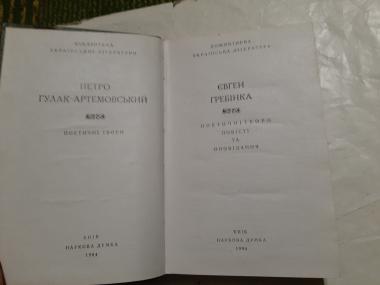 БІБЛІОТЕКА
УКРАЇНСЬКОЇ ЛІТЕРАТУРИ
ПЕТРО
ГУЛАК-АРТЕМОВСЬКИЙ
ПОЕТИЧНІ ТВОРИ
КИЇВ
НАУКОВА ДУМКА
1984
ДОЖОВТНЕВА
УКРАЇНСЬКА ЛІТЕРАТУРА
ЄВГЕН
ГРЕБІНКА
ПОЕТИЧНІ ТВОРИ
ПОВІСТІ
ТА
ОПОВІДАННЯ
КИЇВ
НАУКОВА ДУМКА
1984